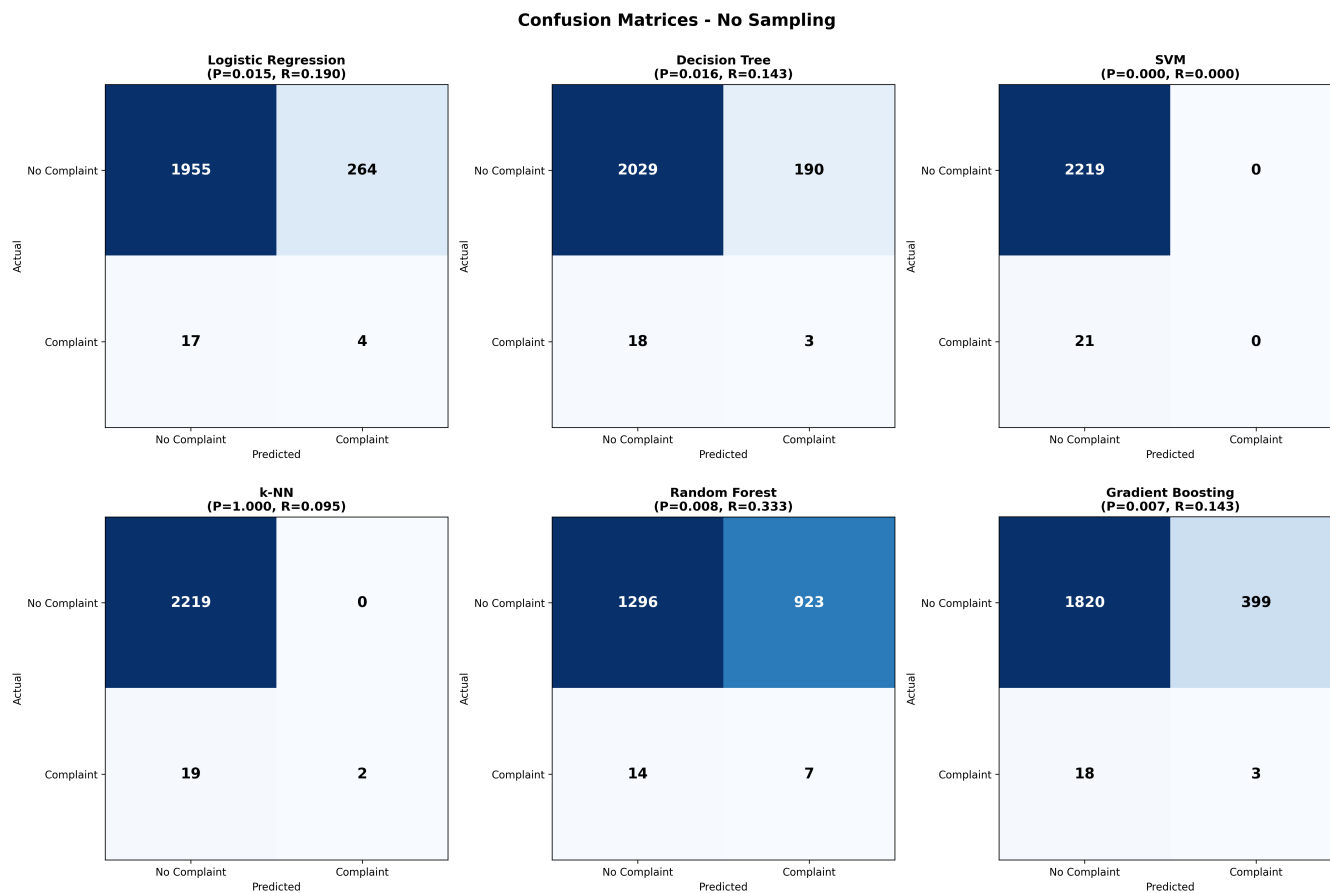 Confusion Matrices - No Sampling
Logistic Regression
(P=0.015, R=0.190)
Actual
No Complaint
1955
264
Complaint
17
4
No Complaint
Complaint
Predicted
Decision Tree
(P=0.016, R=0.143)
Actual
No Complaint
2029
190
Complaint
18
3
No Complaint
Complaint
Predicted
SVM
(P=0.000, R=0.000)
Actual
No Complaint
2219
0
Complaint
21
0
No Complaint
Complaint
Predicted
k-NN
(P=1.000, R=0.095)
Actual
No Complaint
2219
0
Complaint
19
2
No Complaint
Complaint
Predicted
Random Forest
(P=0.008, R=0.333)
Actual
No Complaint
1296
923
Complaint
14
7
No Complaint
Complaint
Predicted
Gradient Boosting
(P=0.007, R=0.143)
Actual
No Complaint
1820
399
Complaint
18
3
No Complaint
Complaint
Predicted